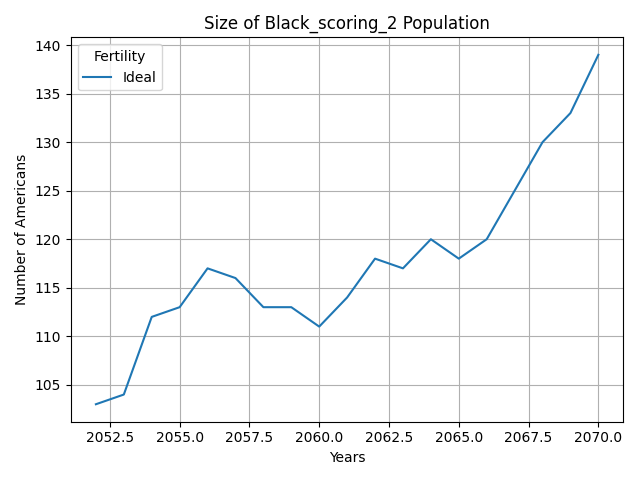 Size of Black_scoring_2 Population
Fertility
Ideal
Number of Americans
140
135
130
125
120
115
110
105
2052.5 2055.0 2057.5 2060.0 2062.5 2065.0 2067.5 2070.0
Years